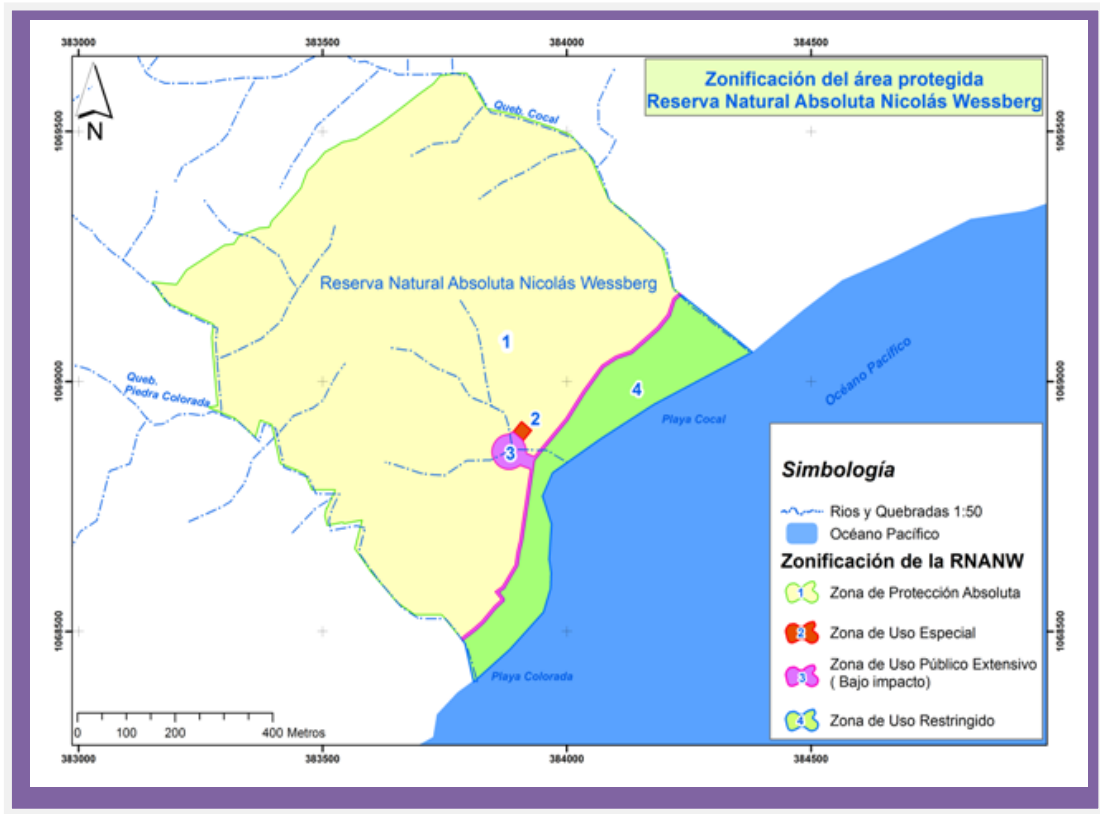 383000
383500
384000
384500
Zonificación del área protegida
Reserva Natural Absoluta Nicolás Wessberg
N
1069500
1069500
Queb. Cocal
Reserva Natural Absoluta Nicolás Wessberg
1
Océano Pacífico
1069000
1069000
Queb.
Piedra Colorada
4
2
Playa Cocal
3
Simbología
Rios y Quebradas 1:50
Océano Pacífico
Zonificación de la RNANW
1
Zona de Protección Absoluta
2
Zona de Uso Especial
3
Zona de Uso Público Extensivo
( Bajo impacto)
4
Zona de Uso Restringido
1068500
1068500
Playa Colorada
0 100 200 400 Metros
383000
383500
384000
384500